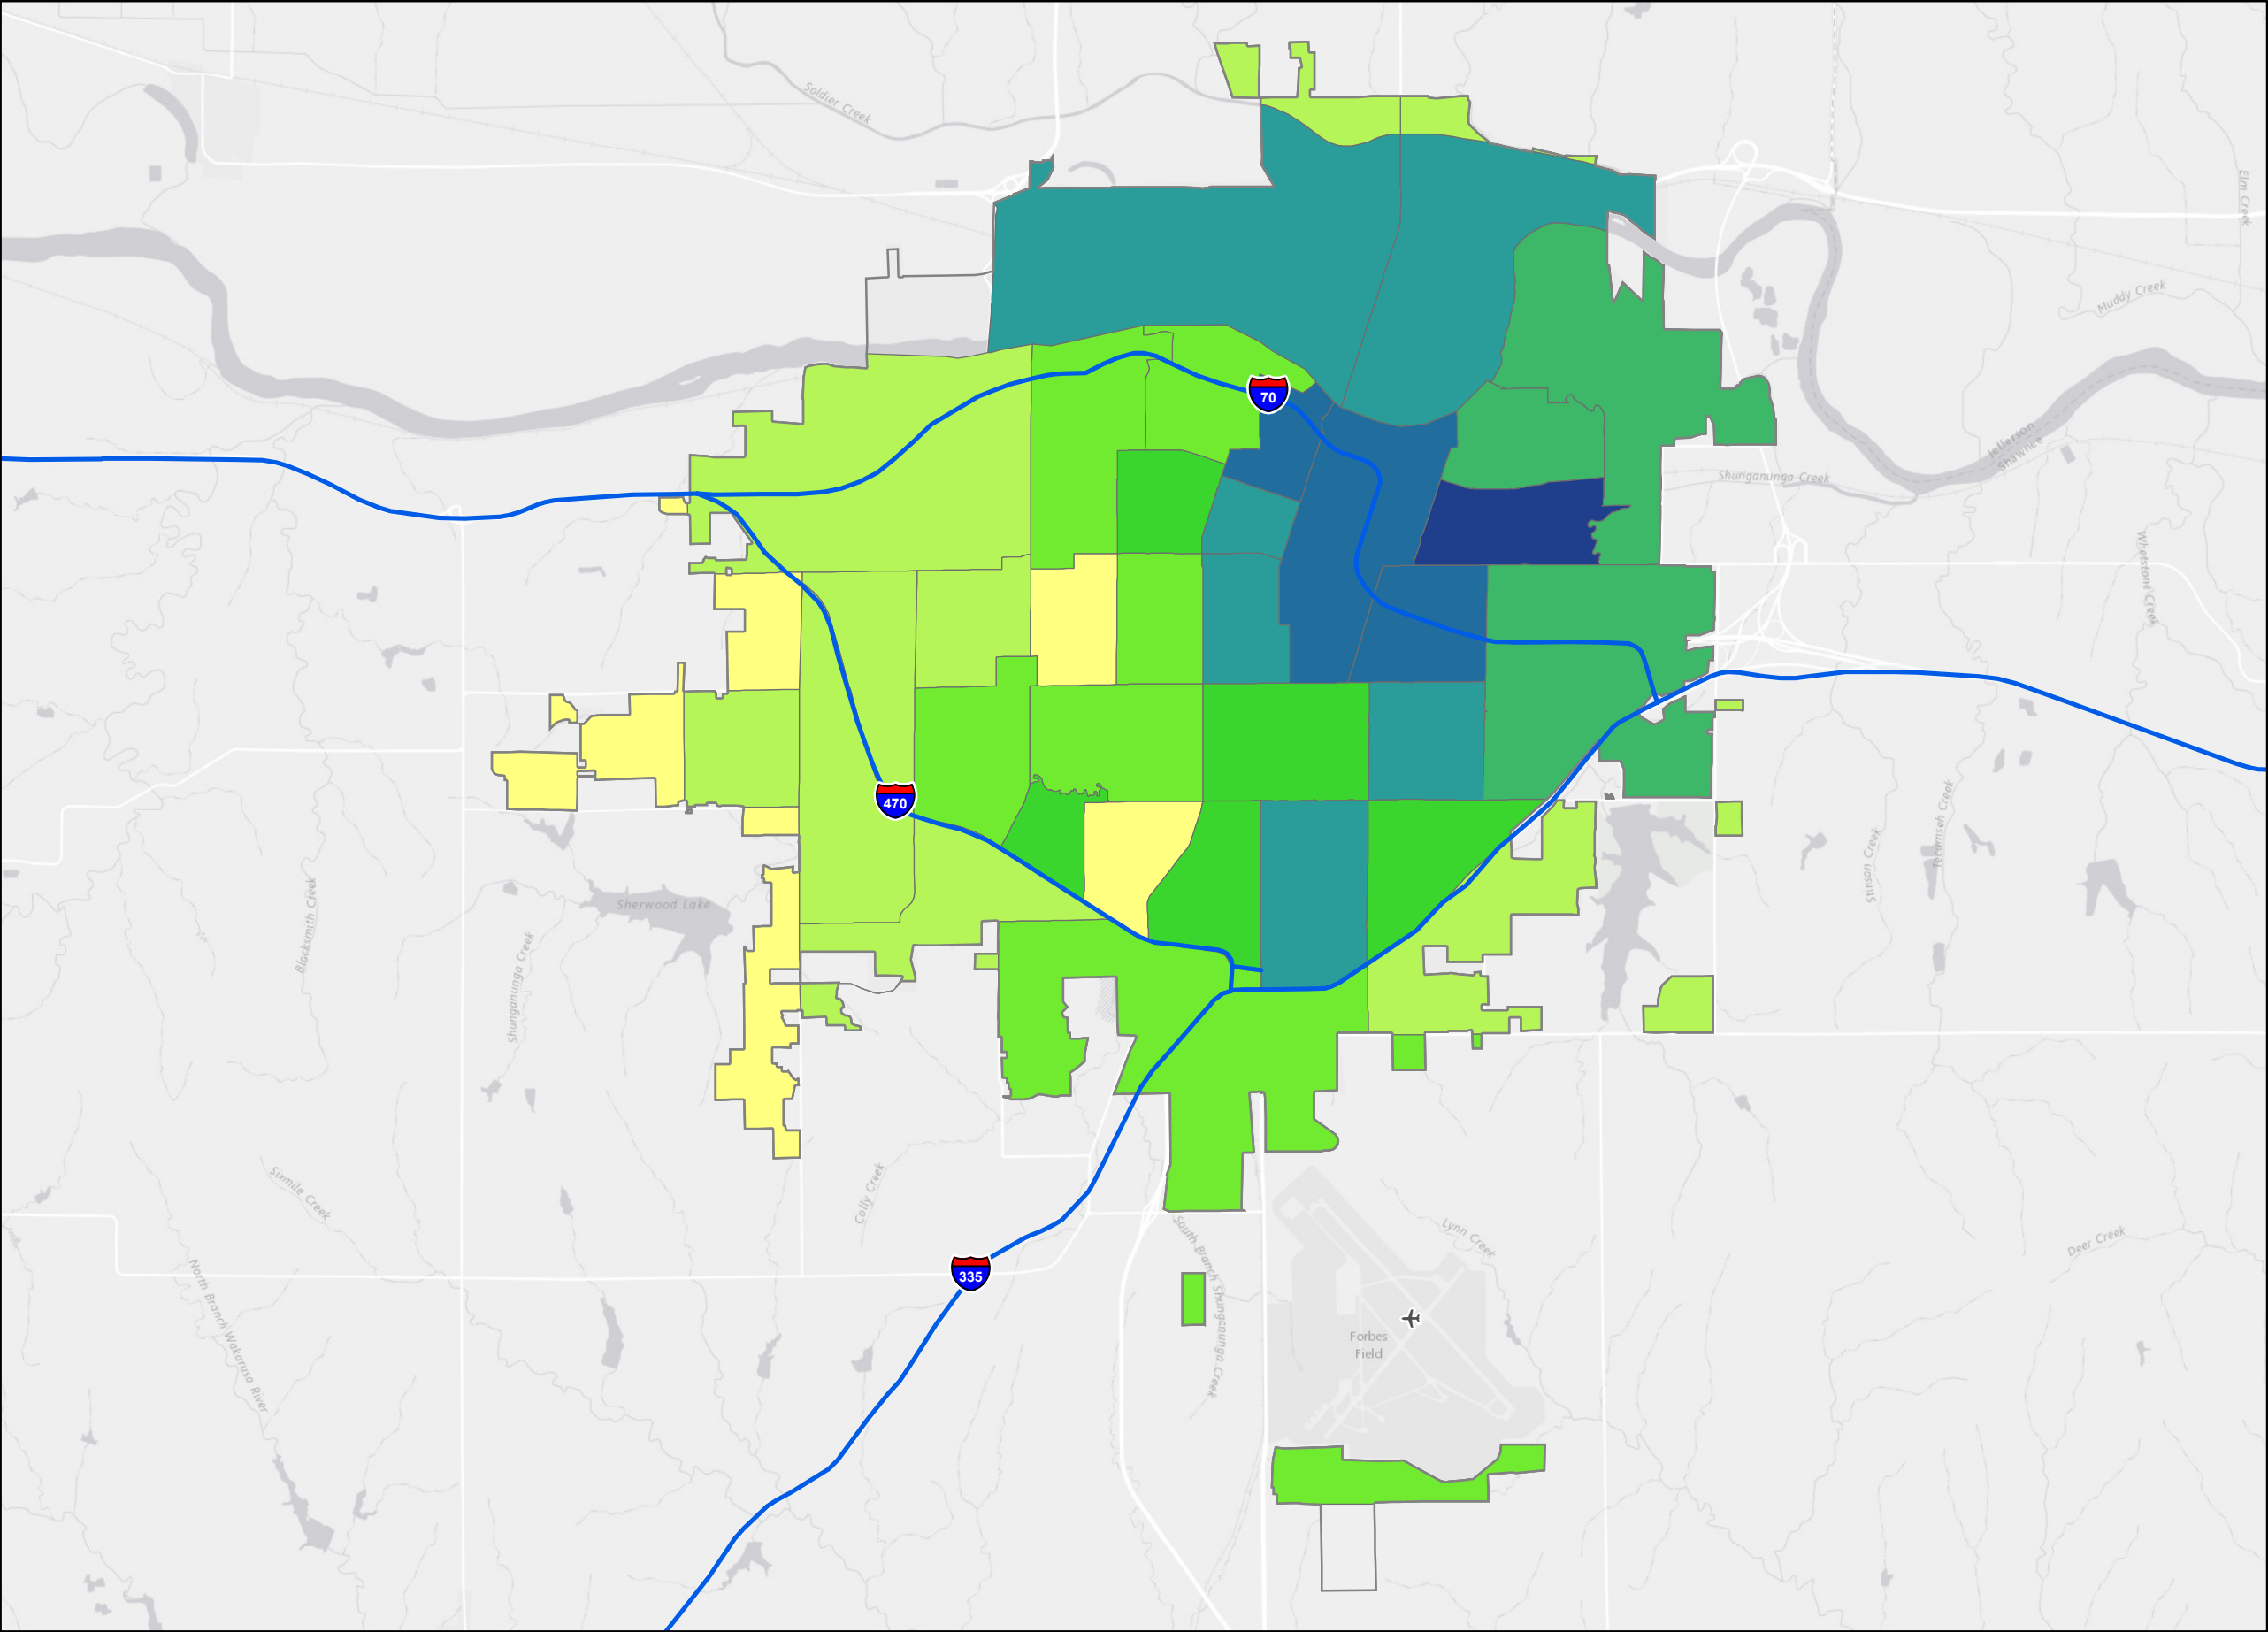 Soldier Creek
Elm Creek
Muddy Creek
70
Jefferson
Shawnee
Shunganunga Creek
Whetstone Creek
470
Sherwood Lake
Blacksmith Creek
Shunganunga Creek
Stinson Creek
Tecumseh Creek
Sixmile Creek
Colly Creek
South Branch Shunganunga Creek
Lynn Creek
Deer Creek
North Branch Wakarusa River
335
Forbes
Field